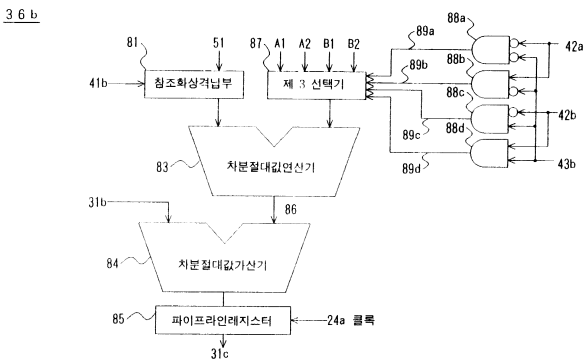 36b
81
51
87
A1
A2
B1
B2
89a
88a
42a
41b
참조화상격납부
제 3 선택기
89b
88b
88c
42b
89c
88d
43b
89d
83
차분절대값연산기
31b
86
84
차분절대값가산기
85
파이프라인레지스터
24a 클록
31c